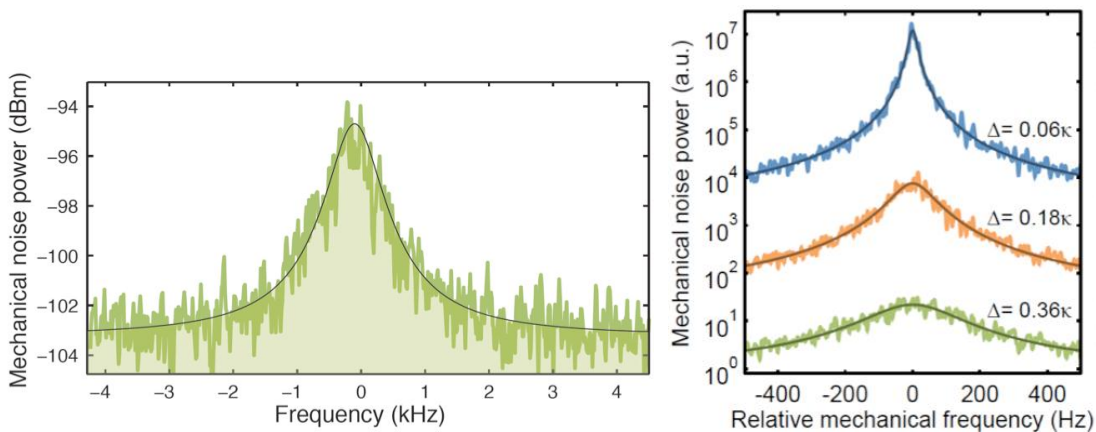 Mechanical noise power (dBm)
−94
−96
−98
−100
−102
−104
−4 −3 −2 −1 0 1 2 3 4
Frequency (kHz)
Mechanical noise power (a.u.)
10⁷
10⁶
10⁵
10⁴
10³
10²
10¹
10⁰
Δ= 0.06κ
Δ= 0.18κ
Δ= 0.36κ
-400 -200 0 200 400
Relative mechanical frequency (Hz)